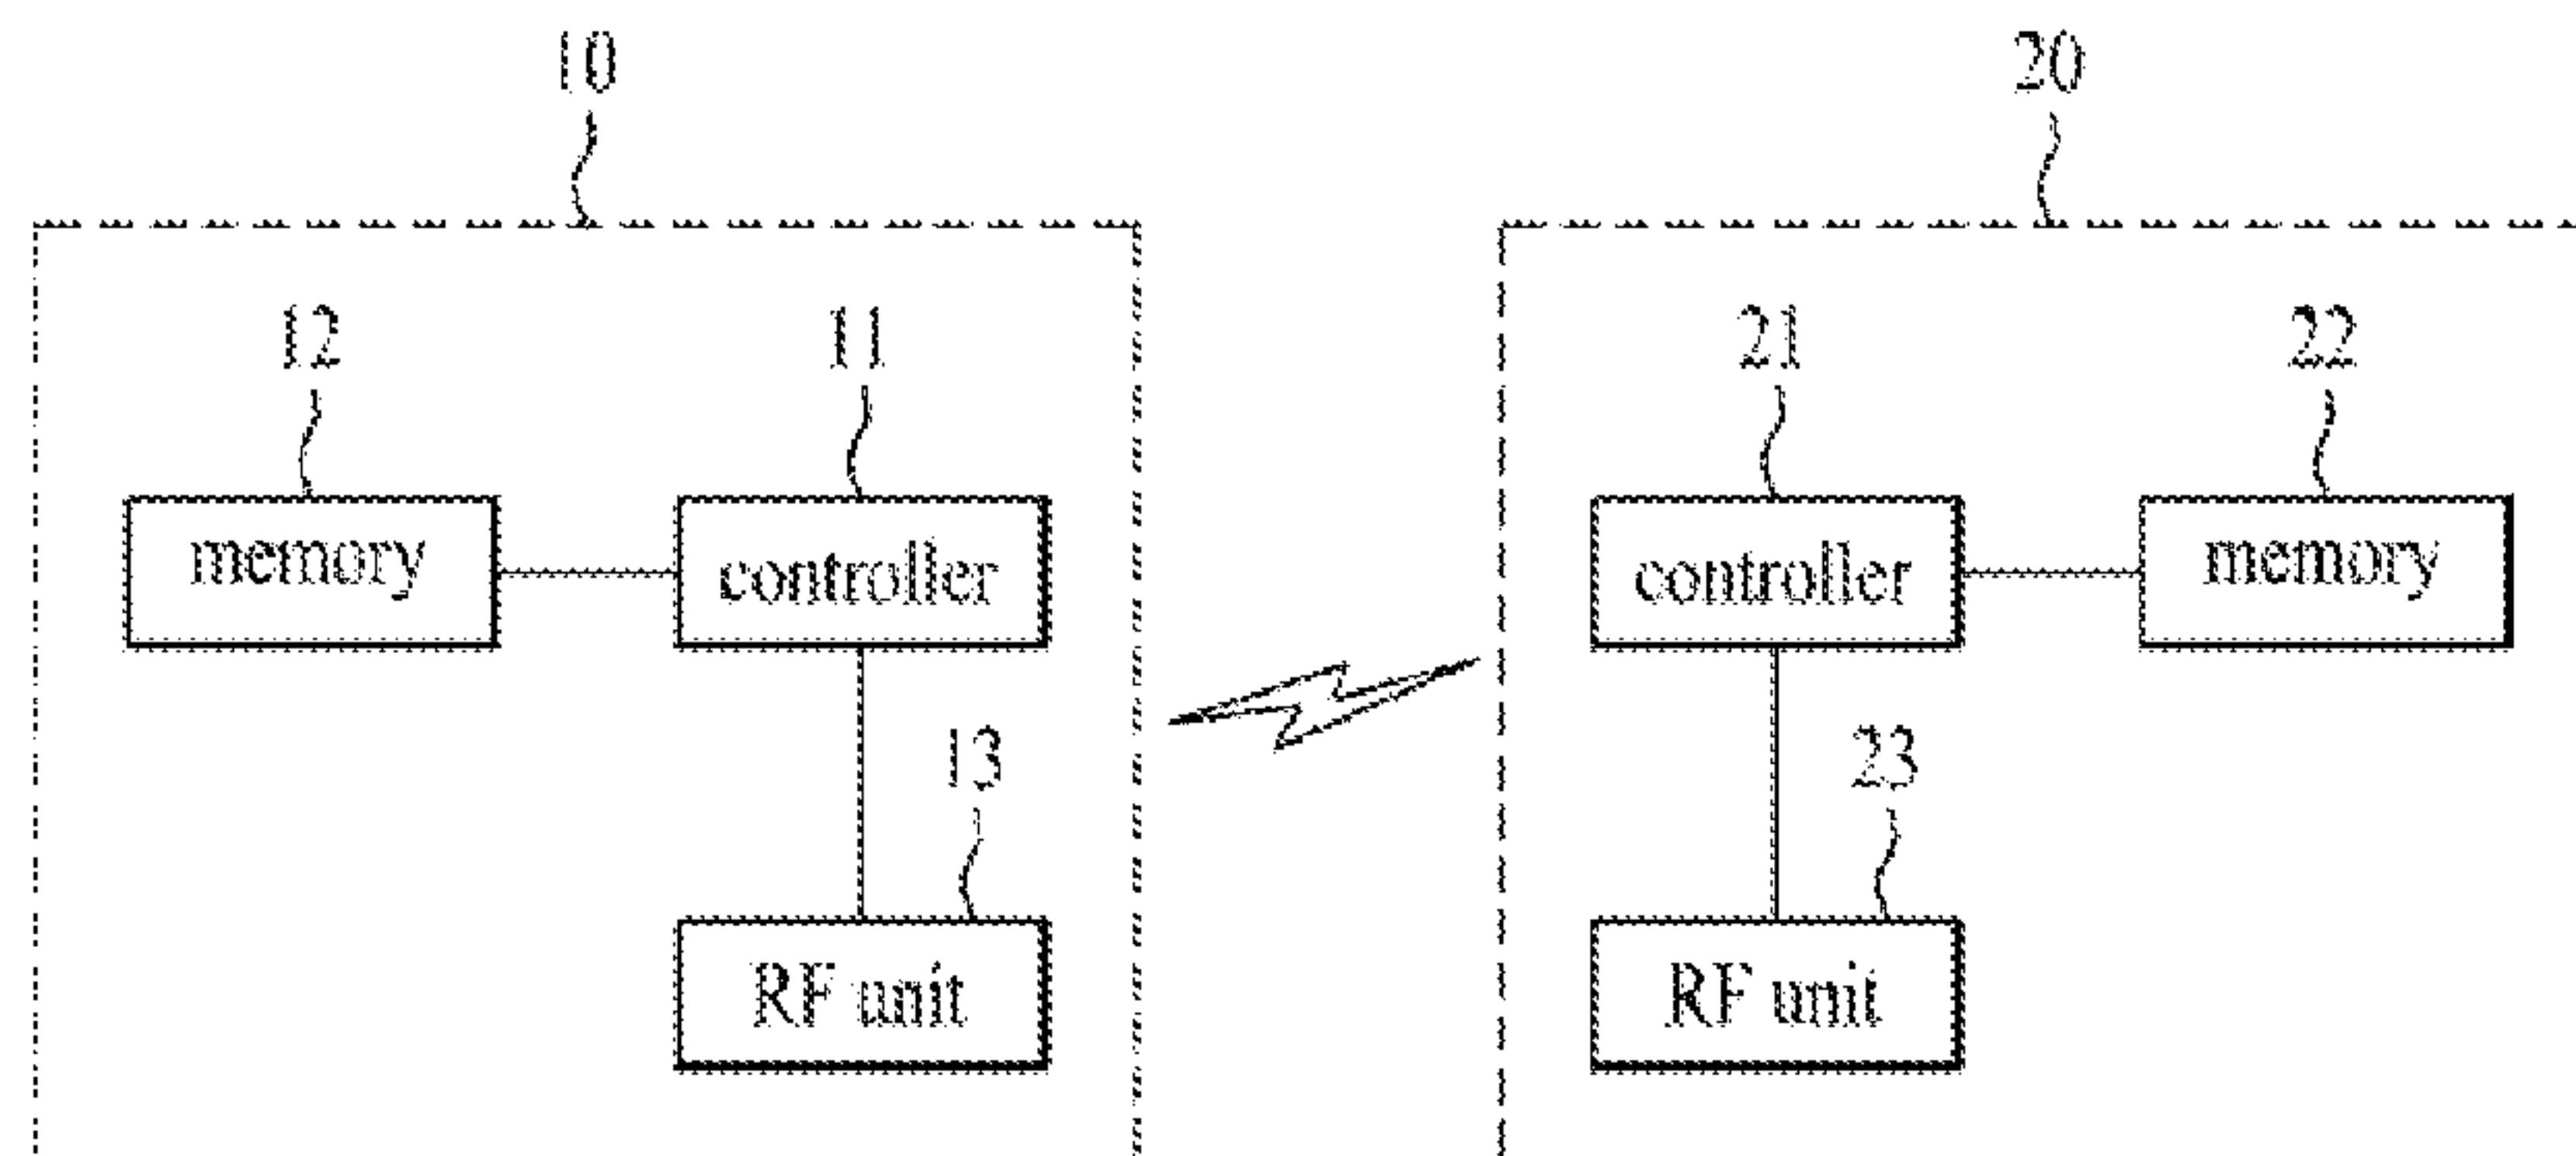 10 20
12 11 21 22
memory controller controller memory
13 23
RF unit RF unit